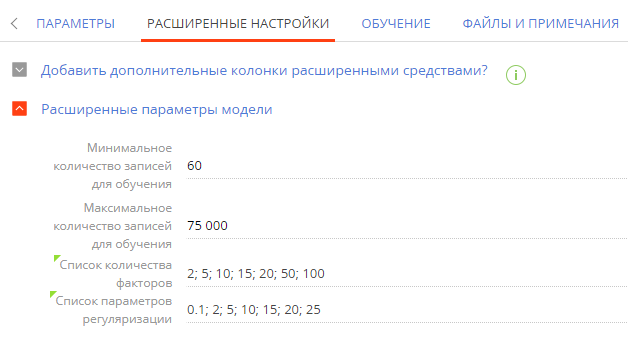 ПАРАМЕТРЫ РАСШИРЕННЫЕ НАСТРОЙКИ ОБУЧЕНИЕ ФАЙЛЫ И ПРИМЕЧАНИЯ
Добавить дополнительные колонки расширенными средствами?
Расширенные параметры модели
Минимальное
количество записей
для обучения
60
Максимальное
количество записей
для обучения
75 000
Список количества
факторов
2; 5; 10; 15; 20; 50; 100
Список параметров
регуляризации
0.1; 2; 5; 10; 15; 20; 25